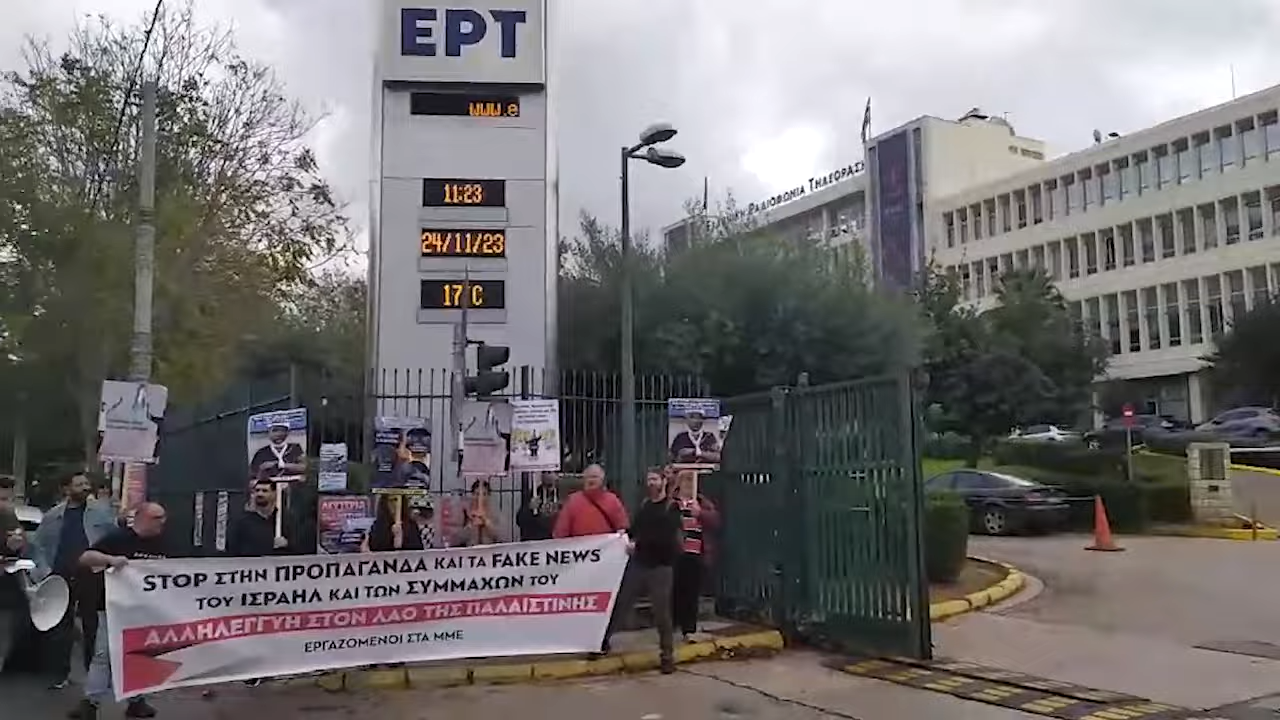 ΕΡΤ
www.e
11:23
24/11/23
17°C
ΡΑΔΙΟΦΩΝΙΑ ΤΗΛΕΟΡΑΣΗ
STOP ΣΤΗΝ ΠΡΟΠΑΓΑΝΔΑ ΚΑΙ ΤΑ FAKE NEWS
ΤΟΥ ΙΣΡΑΗΛ ΚΑΙ ΤΩΝ ΣΥΜΜΑΧΩΝ ΤΟΥ
ΑΛΛΗΛΕΓΓΥΗ ΣΤΟΝ ΛΑΟ ΤΗΣ ΠΑΛΑΙΣΤΙΝΗΣ
ΕΡΓΑΖΟΜΕΝΟΙ ΣΤΑ ΜΜΕ